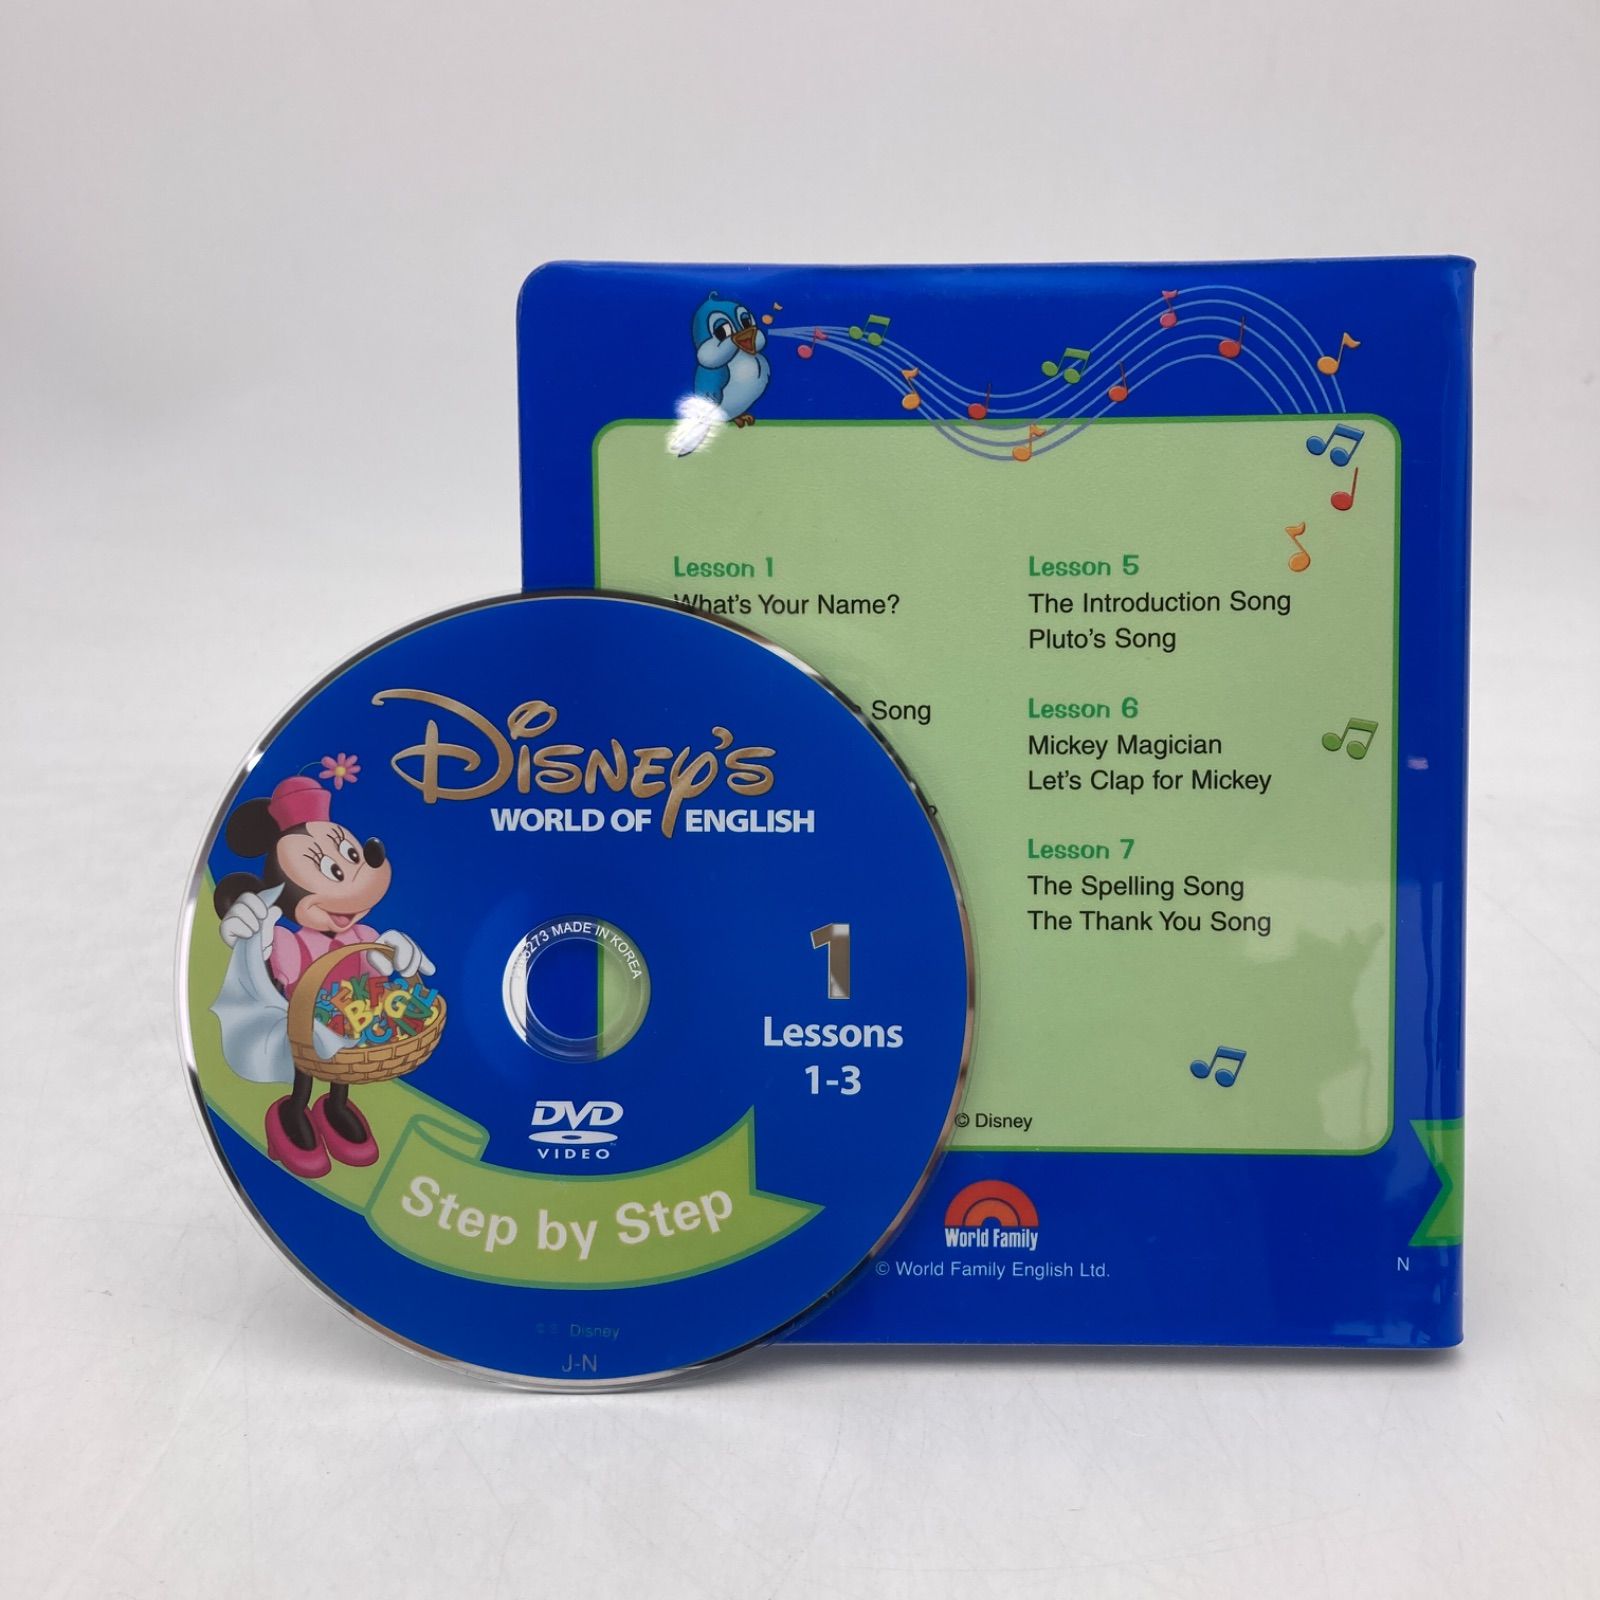 Lesson 1
What's Your Name?
Song
Lesson 5
The Introduction Song
Pluto's Song
Lesson 6
Mickey Magician
Let's Clap for Mickey
Lesson 7
The Spelling Song
The Thank You Song
© Disney
World Family
© World Family English Ltd.
N
DISNEY'S
WORLD OF ENGLISH
MADE IN KOREA
1
Lessons
1-3
DVD
VIDEO
Step by Step
© Disney
J-N